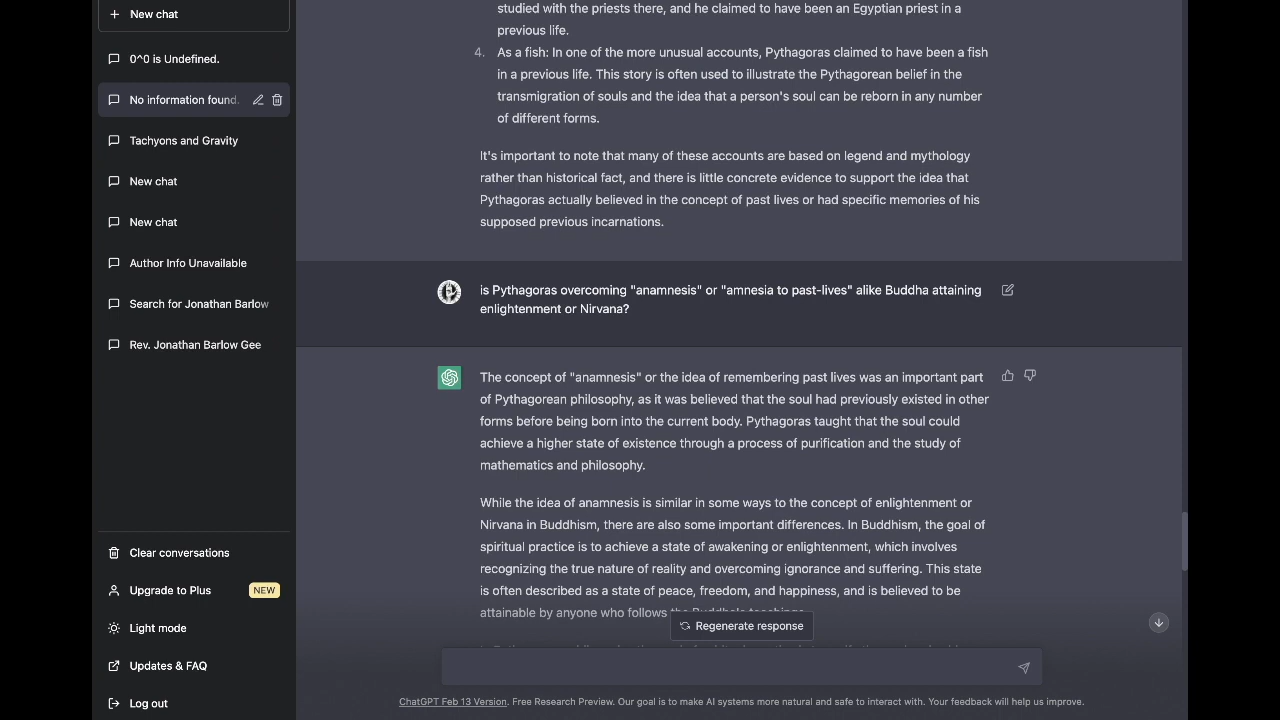 New chat
0^0 is Undefined.
No information found.
Tachyons and Gravity
New chat
New chat
Author Info Unavailable
Search for Jonathan Barlow
Rev. Jonathan Barlow Gee
Clear conversations
Upgrade to Plus NEW
Light mode
Updates & FAQ
Log out
studied with the priests there, and he claimed to have been an Egyptian priest in a
previous life.
4. As a fish: In one of the more unusual accounts, Pythagoras claimed to have been a fish
in a previous life. This story is often used to illustrate the Pythagorean belief in the
transmigration of souls and the idea that a person's soul can be reborn in any number
of different forms.
It's important to note that many of these accounts are based on legend and mythology
rather than historical fact, and there is little concrete evidence to support the idea that
Pythagoras actually believed in the concept of past lives or had specific memories of his
supposed previous incarnations.
is Pythagoras overcoming "anamnesis" or "amnesia to past-lives" alike Buddha attaining
enlightenment or Nirvana?
The concept of "anamnesis" or the idea of remembering past lives was an important part
of Pythagorean philosophy, as it was believed that the soul had previously existed in other
forms before being born into the current body. Pythagoras taught that the soul could
achieve a higher state of existence through a process of purification and the study of
mathematics and philosophy.
While the idea of anamnesis is similar in some ways to the concept of enlightenment or
Nirvana in Buddhism, there are also some important differences. In Buddhism, the goal of
spiritual practice is to achieve a state of awakening or enlightenment, which involves
recognizing the true nature of reality and overcoming ignorance and suffering. This state
is often described as a state of peace, freedom, and happiness, and is believed to be
attainable by anyone who follows the Buddha's teachings.
Regenerate response
ChatGPT Feb 13 Version. Free Research Preview. Our goal is to make AI systems more natural and safe to interact with. Your feedback will help us improve.